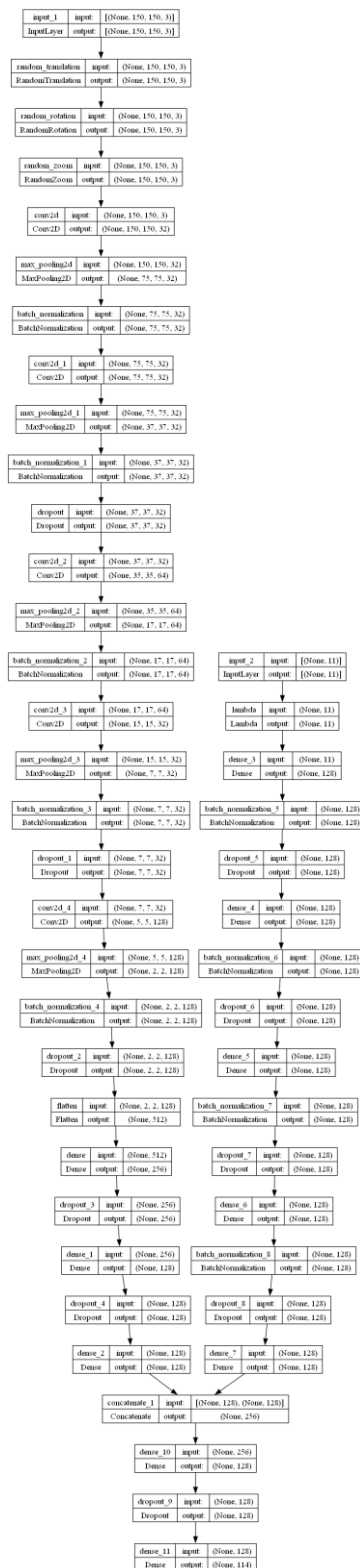 input_1 input: [(None, 150, 150, 3)]
InputLayer output: [(None, 150, 150, 3)]
random_translation input: (None, 150, 150, 3)
RandomTranslation output: (None, 150, 150, 3)
random_rotation input: (None, 150, 150, 3)
RandomRotation output: (None, 150, 150, 3)
random_zoom input: (None, 150, 150, 3)
RandomZoom output: (None, 150, 150, 3)
conv2d input: (None, 150, 150, 3)
Conv2D output: (None, 150, 150, 32)
max_pooling2d input: (None, 150, 150, 32)
MaxPooling2D output: (None, 75, 75, 32)
batch_normalization input: (None, 75, 75, 32)
BatchNormalization output: (None, 75, 75, 32)
conv2d_1 input: (None, 75, 75, 32)
Conv2D output: (None, 75, 75, 32)
max_pooling2d_1 input: (None, 75, 75, 32)
MaxPooling2D output: (None, 37, 37, 32)
batch_normalization_1 input: (None, 37, 37, 32)
BatchNormalization output: (None, 37, 37, 32)
dropout input: (None, 37, 37, 32)
Dropout output: (None, 37, 37, 32)
conv2d_2 input: (None, 37, 37, 32)
Conv2D output: (None, 35, 35, 64)
max_pooling2d_2 input: (None, 35, 35, 64)
MaxPooling2D output: (None, 17, 17, 64)
batch_normalization_2 input: (None, 17, 17, 64)
BatchNormalization output: (None, 17, 17, 64)
conv2d_3 input: (None, 17, 17, 64)
Conv2D output: (None, 15, 15, 32)
max_pooling2d_3 input: (None, 15, 15, 32)
MaxPooling2D output: (None, 7, 7, 32)
batch_normalization_3 input: (None, 7, 7, 32)
BatchNormalization output: (None, 7, 7, 32)
dropout_1 input: (None, 7, 7, 32)
Dropout output: (None, 7, 7, 32)
conv2d_4 input: (None, 7, 7, 32)
Conv2D output: (None, 5, 5, 128)
max_pooling2d_4 input: (None, 5, 5, 128)
MaxPooling2D output: (None, 2, 2, 128)
batch_normalization_4 input: (None, 2, 2, 128)
BatchNormalization output: (None, 2, 2, 128)
dropout_2 input: (None, 2, 2, 128)
Dropout output: (None, 2, 2, 128)
flatten input: (None, 2, 2, 128)
Flatten output: (None, 512)
dense input: (None, 512)
Dense output: (None, 256)
dropout_3 input: (None, 256)
Dropout output: (None, 256)
dense_1 input: (None, 256)
Dense output: (None, 128)
dropout_4 input: (None, 128)
Dropout output: (None, 128)
dense_2 input: (None, 128)
Dense output: (None, 128)
input_2 input: [(None, 11)]
InputLayer output: [(None, 11)]
lambda input: (None, 11)
Lambda output: (None, 11)
dense_3 input: (None, 11)
Dense output: (None, 128)
batch_normalization_5 input: (None, 128)
BatchNormalization output: (None, 128)
dropout_5 input: (None, 128)
Dropout output: (None, 128)
dense_4 input: (None, 128)
Dense output: (None, 128)
batch_normalization_6 input: (None, 128)
BatchNormalization output: (None, 128)
dropout_6 input: (None, 128)
Dropout output: (None, 128)
dense_5 input: (None, 128)
Dense output: (None, 128)
batch_normalization_7 input: (None, 128)
BatchNormalization output: (None, 128)
dropout_7 input: (None, 128)
Dropout output: (None, 128)
dense_6 input: (None, 128)
Dense output: (None, 128)
batch_normalization_8 input: (None, 128)
BatchNormalization output: (None, 128)
dropout_8 input: (None, 128)
Dropout output: (None, 128)
dense_7 input: (None, 128)
Dense output: (None, 128)
concatenate_1 input: [(None, 128), (None, 128)]
Concatenate output: (None, 256)
dense_10 input: (None, 256)
Dense output: (None, 128)
dropout_9 input: (None, 128)
Dropout output: (None, 128)
dense_11 input: (None, 128)
Dense output: (None, 114)